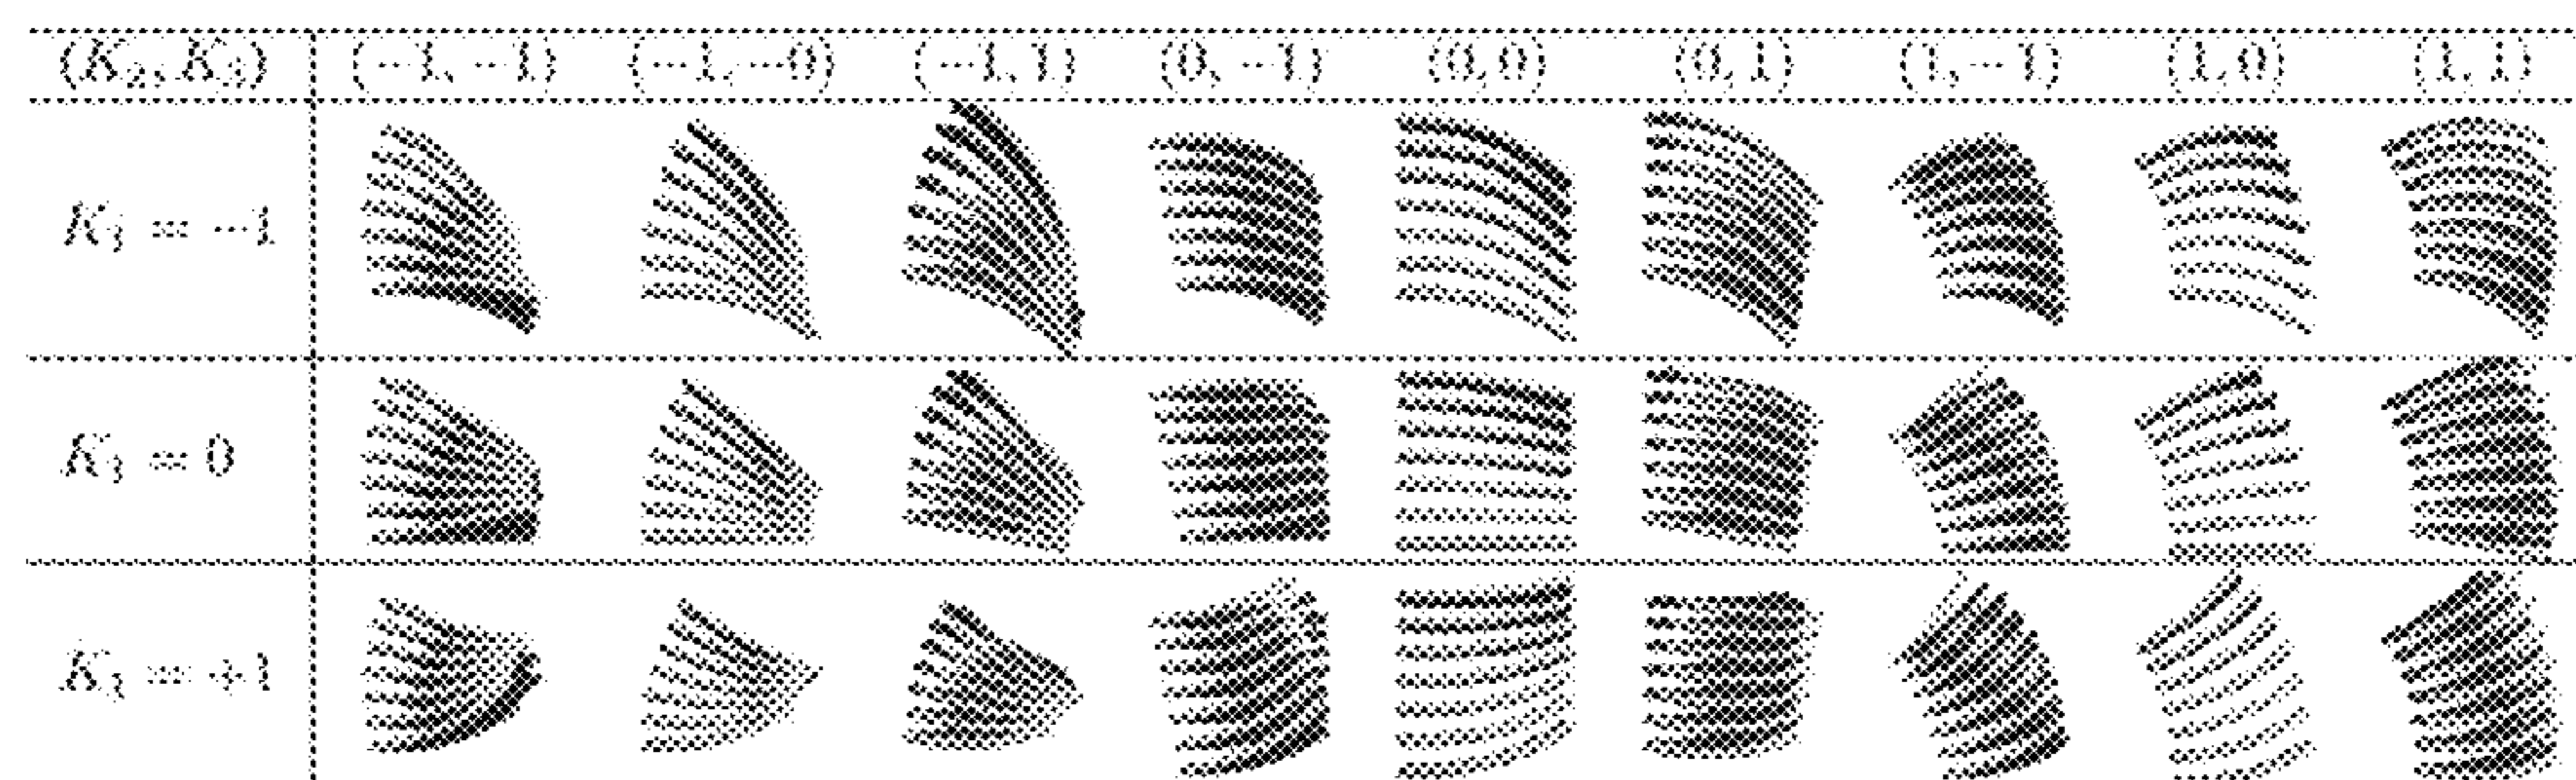 (K₂, K₃) (−1, −1) (−1, −0) (−1, 1) (0, −1) (0, 0) (0, 1) (1, −1) (1, 0) (1, 1)
K₁ = −1
K₁ = 0
K₁ = +1